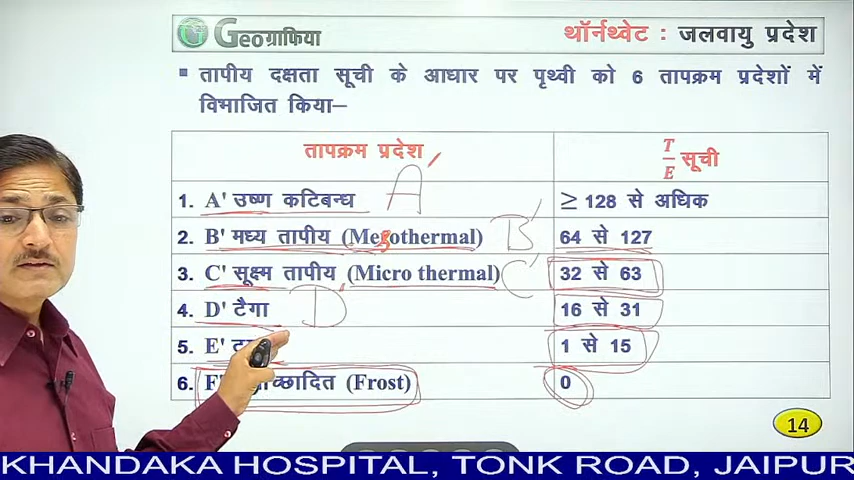 Geoग्राफिया
थॉर्नथ्वेट : जलवायु प्रदेश
▪ तापीय दक्षता सूची के आधार पर पृथ्वी को 6 तापक्रम प्रदेशों में
विभाजित किया–
तापक्रम प्रदेश
T/E सूची
1. A' उष्ण कटिबन्ध A' ≥ 128 से अधिक
2. B' मध्य तापीय (Mesothermal) B' 64 से 127
3. C' सूक्ष्म तापीय (Micro thermal) C' 32 से 63
4. D' टैगा D' 16 से 31
5. E' 1 से 15
6. (Frost) 0
14
KHANDAKA HOSPITAL, TONK ROAD, JAIPUR